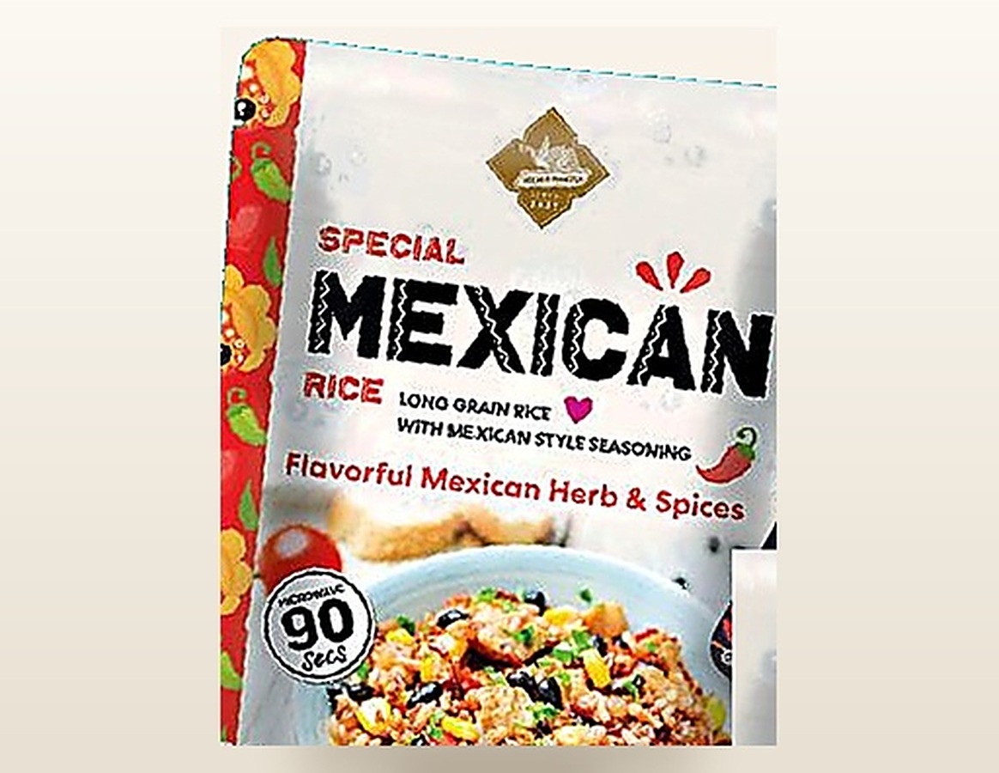 SPECIAL
MEXICAN
RICE
LONG GRAIN RICE
WITH MEXICAN STYLE SEASONING
Flavorful Mexican Herb & Spices
MICROWAVE
90
Secs